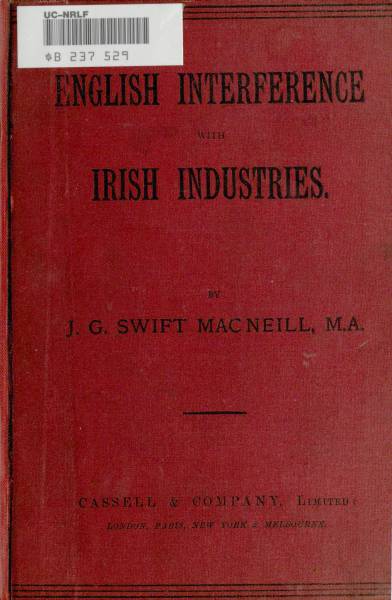 UC-NRLF
$B 237 529
ENGLISH INTERFERENCE
WITH
IRISH INDUSTRIES.
BY
J. G. SWIFT MACNEILL, M.A.
CASSELL & COMPANY, LIMITED:
LONDON, PARIS, NEW YORK & MELBOURNE.